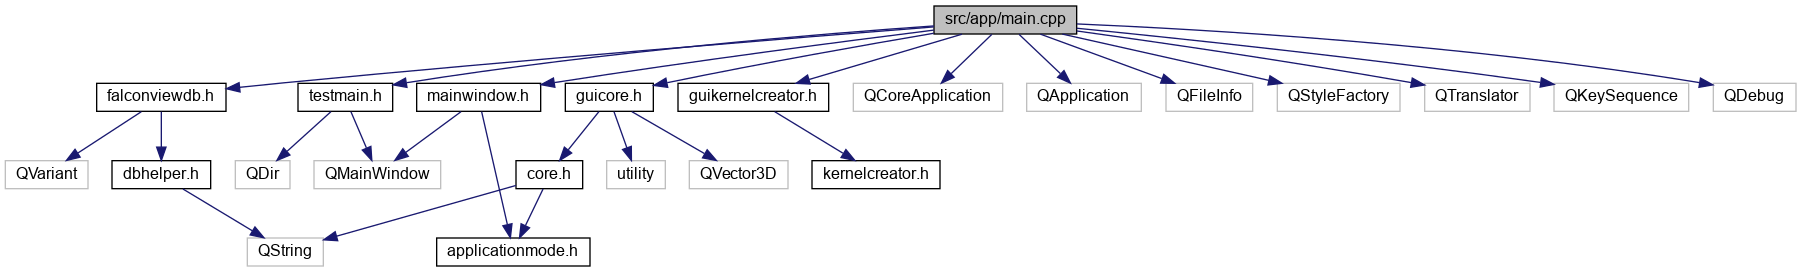 src/app/main.cpp
falconviewdb.h
testmain.h
mainwindow.h
guicore.h
guikernelcreator.h
QCoreApplication
QApplication
QFileInfo
QStyleFactory
QTranslator
QKeySequence
QDebug
QVariant
dbhelper.h
QDir
QMainWindow
core.h
utility
QVector3D
kernelcreator.h
QString
applicationmode.h